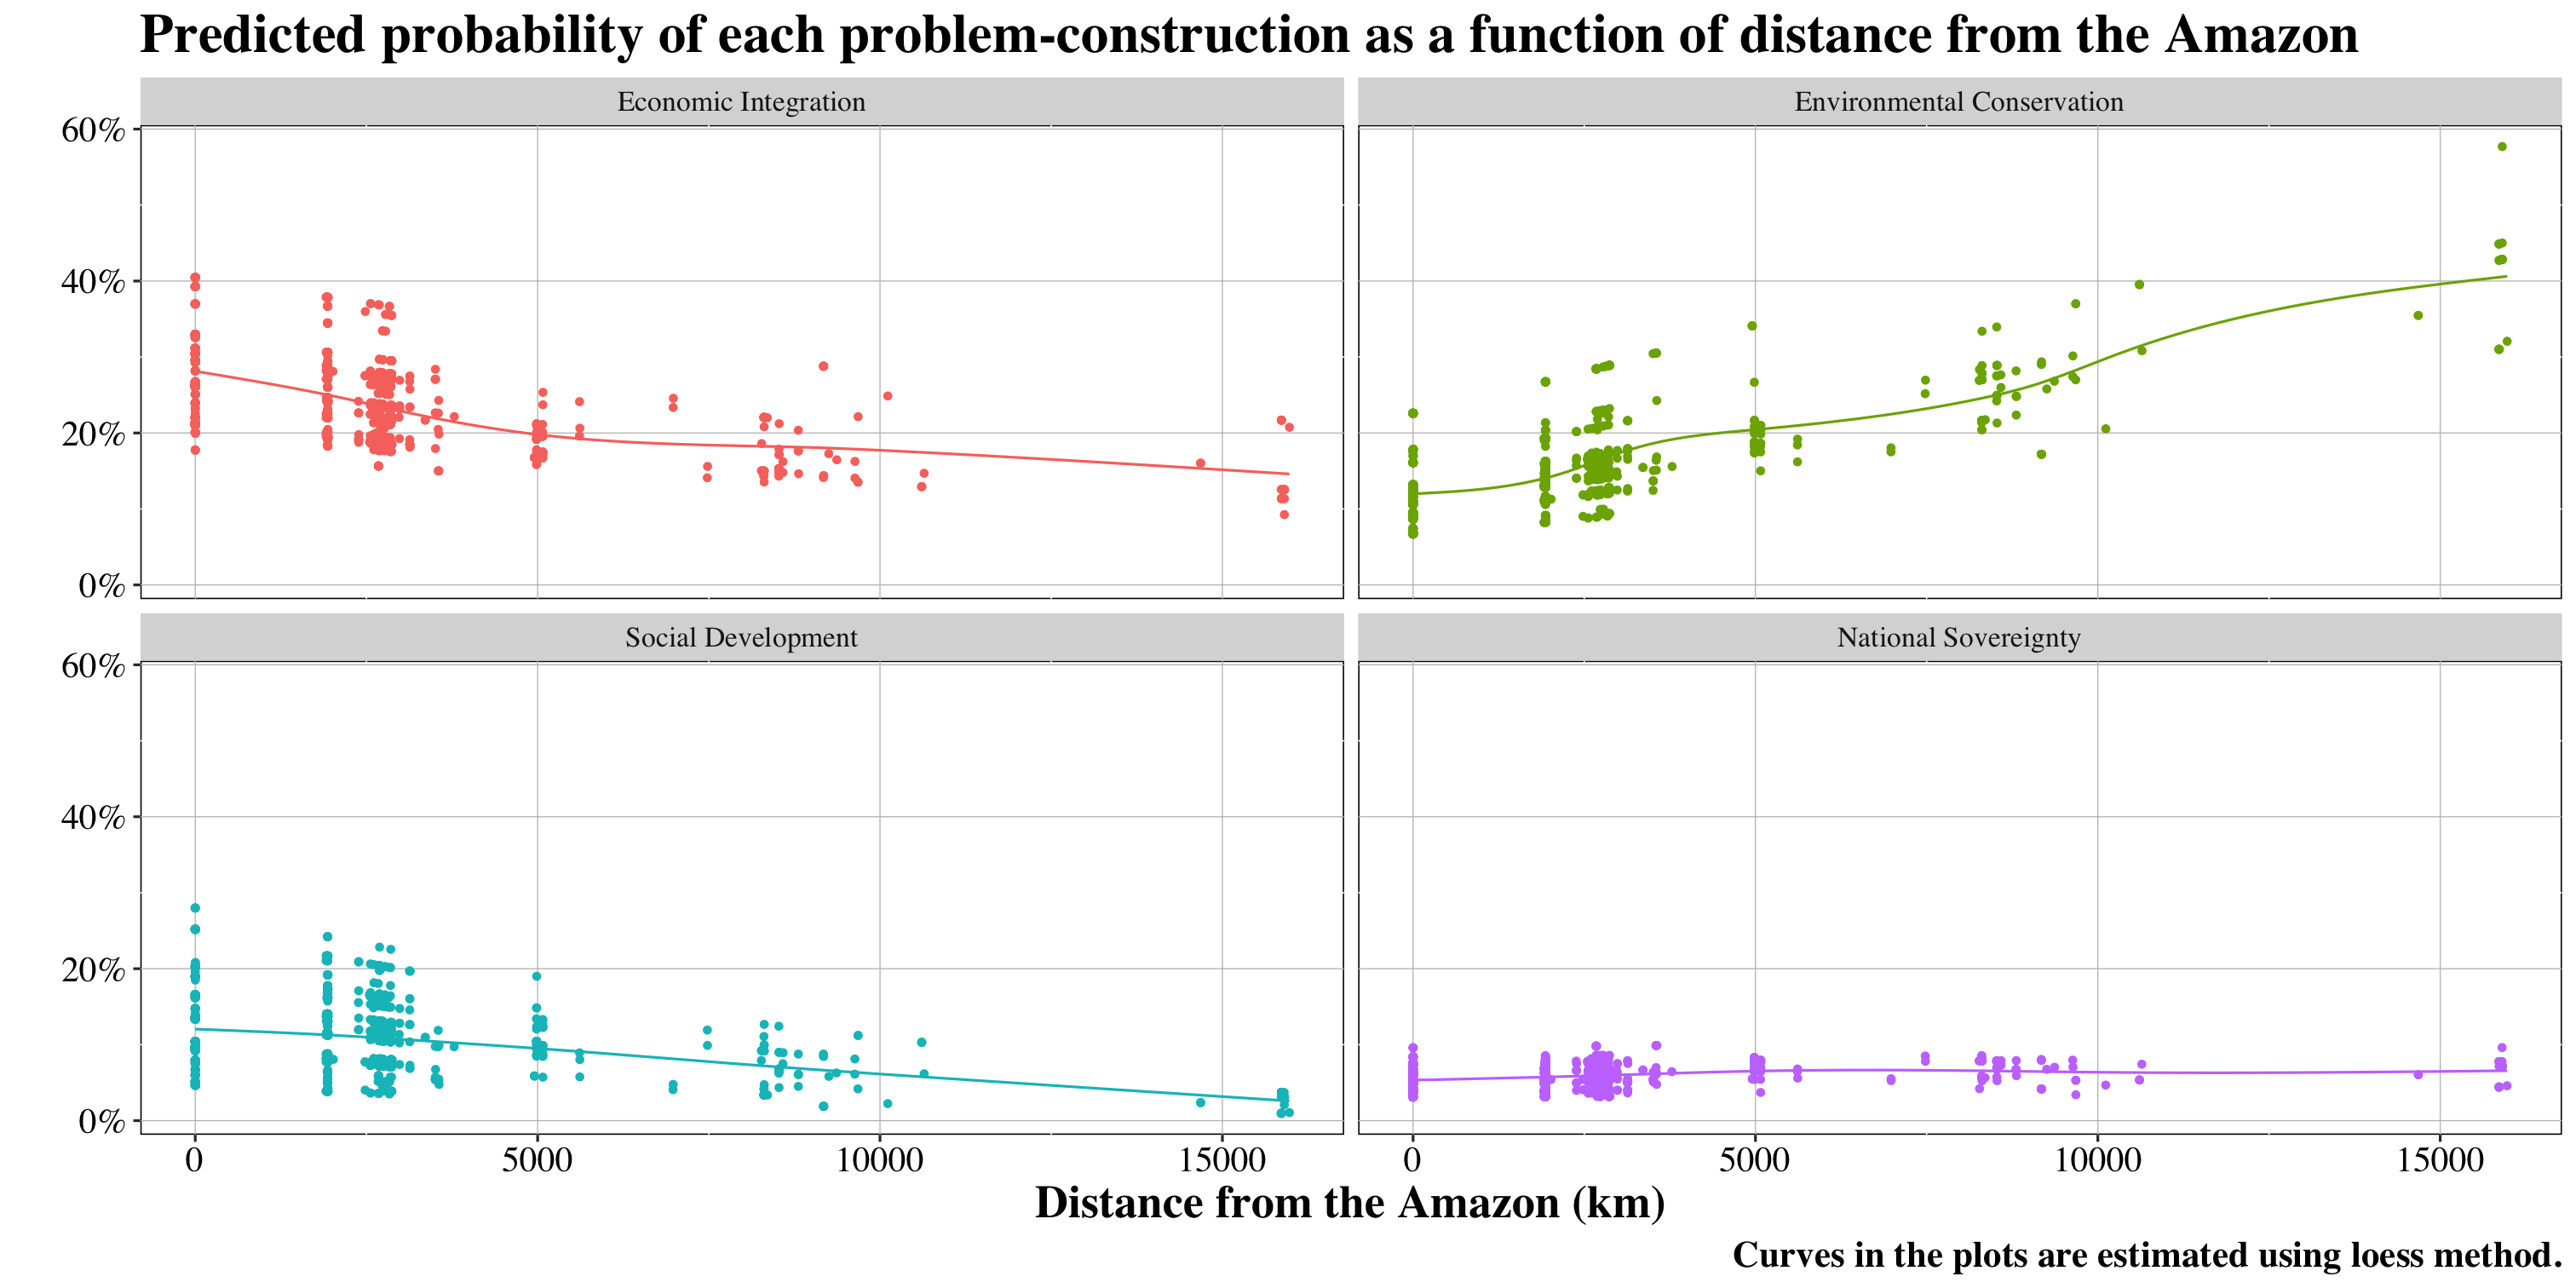 Predicted probability of each problem-construction as a function of distance from the Amazon
Economic Integration
Environmental Conservation
60%
40%
20%
0%
Social Development
National Sovereignty
60%
40%
20%
0%
0 5000 10000 15000
0 5000 10000 15000
Distance from the Amazon (km)
Curves in the plots are estimated using loess method.